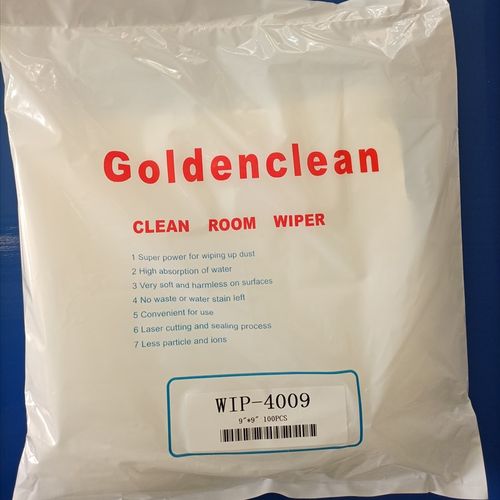 Goldenclean
CLEAN ROOM WIPER
1 Super power for wiping up dust
2 High absorption of water
3 Very soft and harmless on surfaces
4 No waste or water stain left
5 Convenient for use
6 Laser cutting and sealing process
7 Less particle and ions
WIP-4009
9"*9" 100PCS